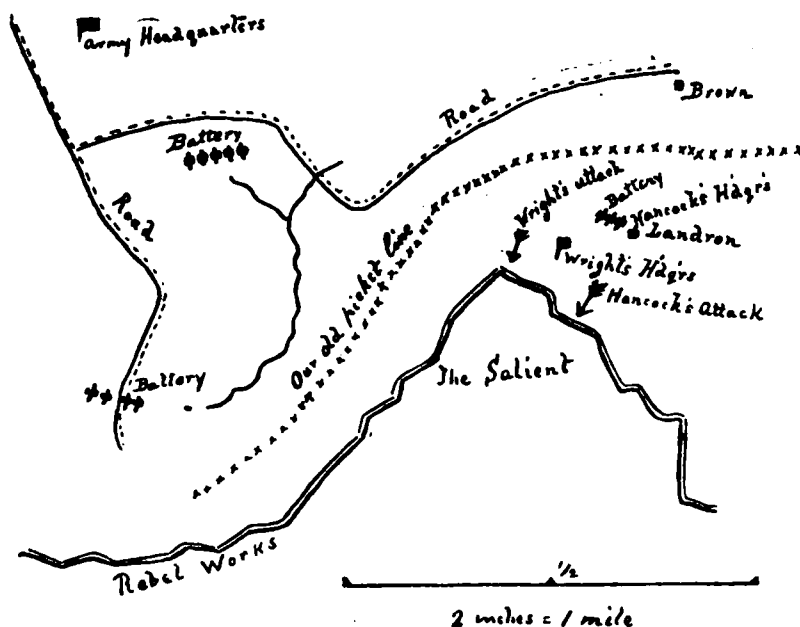 Army Headquarters
Road
Brown
Battery
Road
Wright's attack
Battery
Hancock's Hdqrs
Landron
Our old picket line
Wright's Hdqrs
Hancock's Attack
The Salient
Battery
Rebel Works
1/2
2 inches = 1 mile